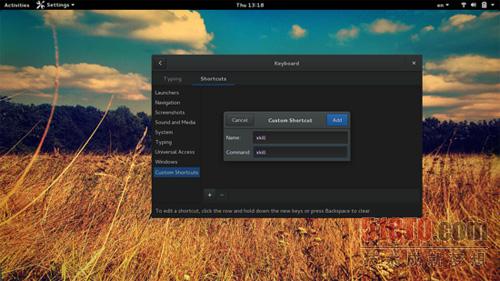 Activities Settings Thu 13:18 en
Keyboard
Typing Shortcuts
Launchers
Navigation
Screenshots
Sound and Media
System
Typing
Universal Access
Windows
Custom Shortcuts
Cancel Custom Shortcut Add
Name: xkill
Command: xkill
+ −
To edit a shortcut, click the row and hold down the new keys or press Backspace to clear